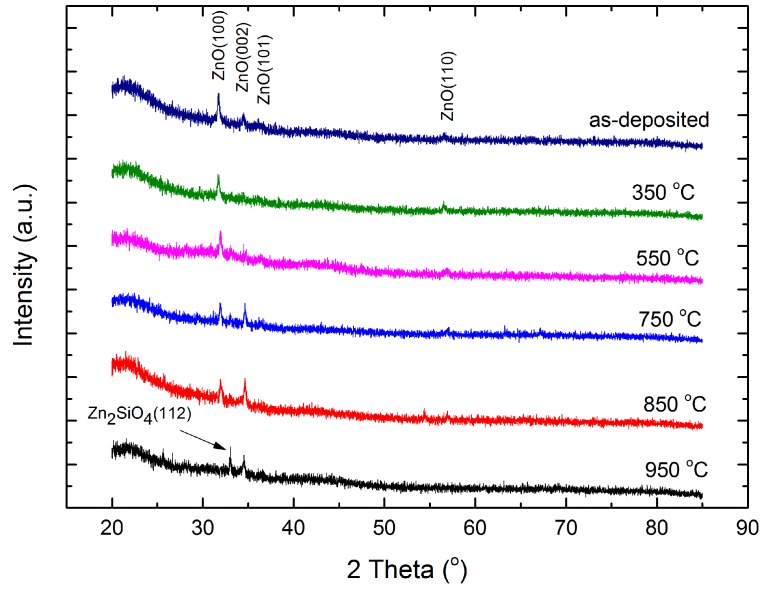 ZnO(100)
ZnO(002)
ZnO(101)
ZnO(110)
as-deposited
350 °C
550 °C
750 °C
850 °C
Zn₂SiO₄(112)
950 °C
Intensity (a.u.)
20 30 40 50 60 70 80 90
2 Theta (°)